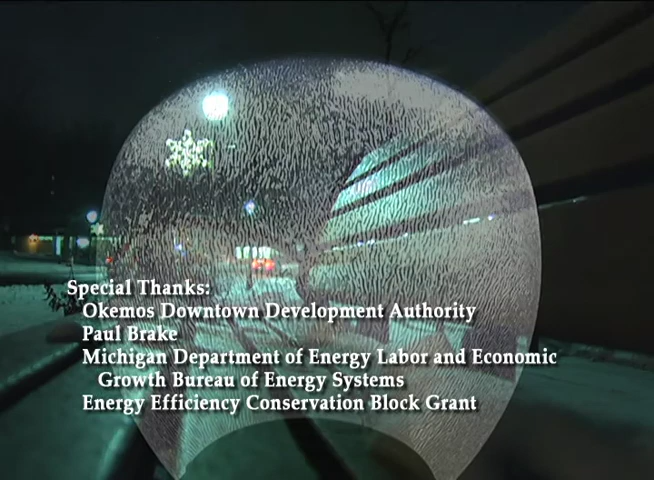 Special Thanks:
Okemos Downtown Development Authority
Paul Brake
Michigan Department of Energy Labor and Economic
Growth Bureau of Energy Systems
Energy Efficiency Conservation Block Grant